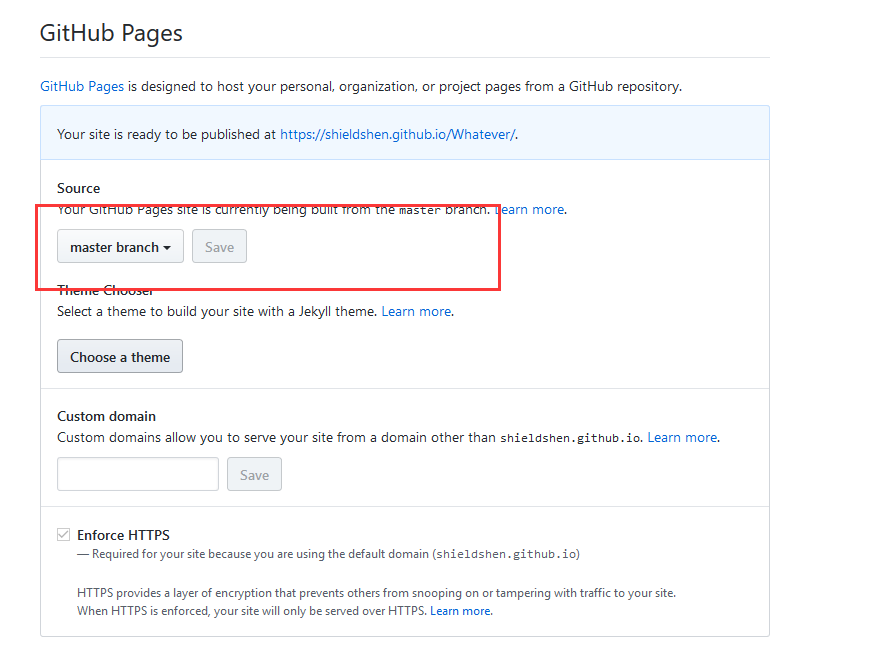 GitHub Pages
GitHub Pages is designed to host your personal, organization, or project pages from a GitHub repository.
Your site is ready to be published at https://shieldshen.github.io/Whatever/.
Source
Your GitHub Pages site is currently being built from the master branch. Learn more.
master branch Save
Theme Chooser
Select a theme to build your site with a Jekyll theme. Learn more.
Choose a theme
Custom domain
Custom domains allow you to serve your site from a domain other than shieldshen.github.io. Learn more.
Save
Enforce HTTPS
— Required for your site because you are using the default domain (shieldshen.github.io)
HTTPS provides a layer of encryption that prevents others from snooping on or tampering with traffic to your site.
When HTTPS is enforced, your site will only be served over HTTPS. Learn more.